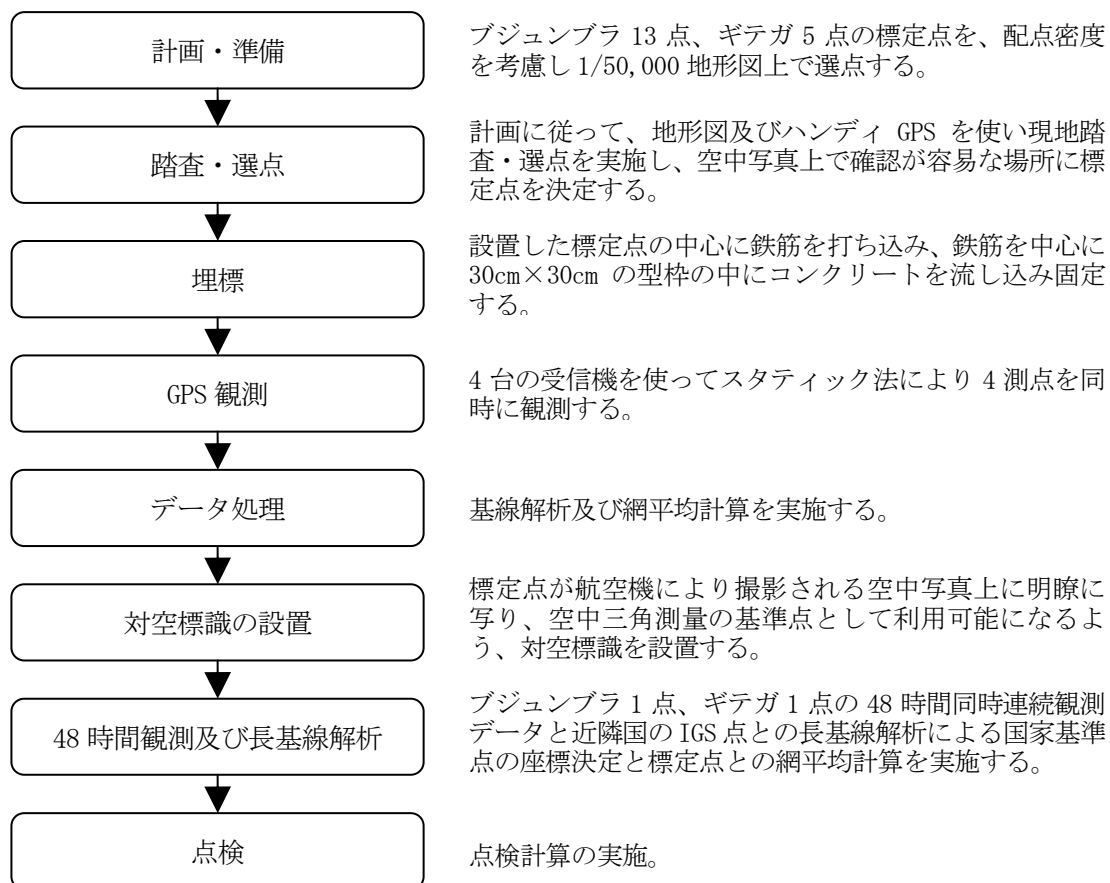 計画・準備
ブジュンブラ 13 点、ギテガ 5 点の標定点を、配点密度
を考慮し 1/50,000 地形図上で選点する。
踏査・選点
計画に従って、地形図及びハンディ GPS を使い現地踏
査・選点を実施し、空中写真上で確認が容易な場所に標
定点を決定する。
埋標
設置した標定点の中心に鉄筋を打ち込み、鉄筋を中心に
30cm×30cm の型枠の中にコンクリートを流し込み固定
する。
GPS 観測
4 台の受信機を使ってスタティック法により 4 測点を同
時に観測する。
データ処理
基線解析及び網平均計算を実施する。
対空標識の設置
標定点が航空機により撮影される空中写真上に明瞭に
写り、空中三角測量の基準点として利用可能になるよ
う、対空標識を設置する。
48 時間観測及び長基線解析
ブジュンブラ 1 点、ギテガ 1 点の 48 時間同時連続観測
データと近隣国の IGS 点との長基線解析による国家基準
点の座標決定と標定点との網平均計算を実施する。
点検
点検計算の実施。